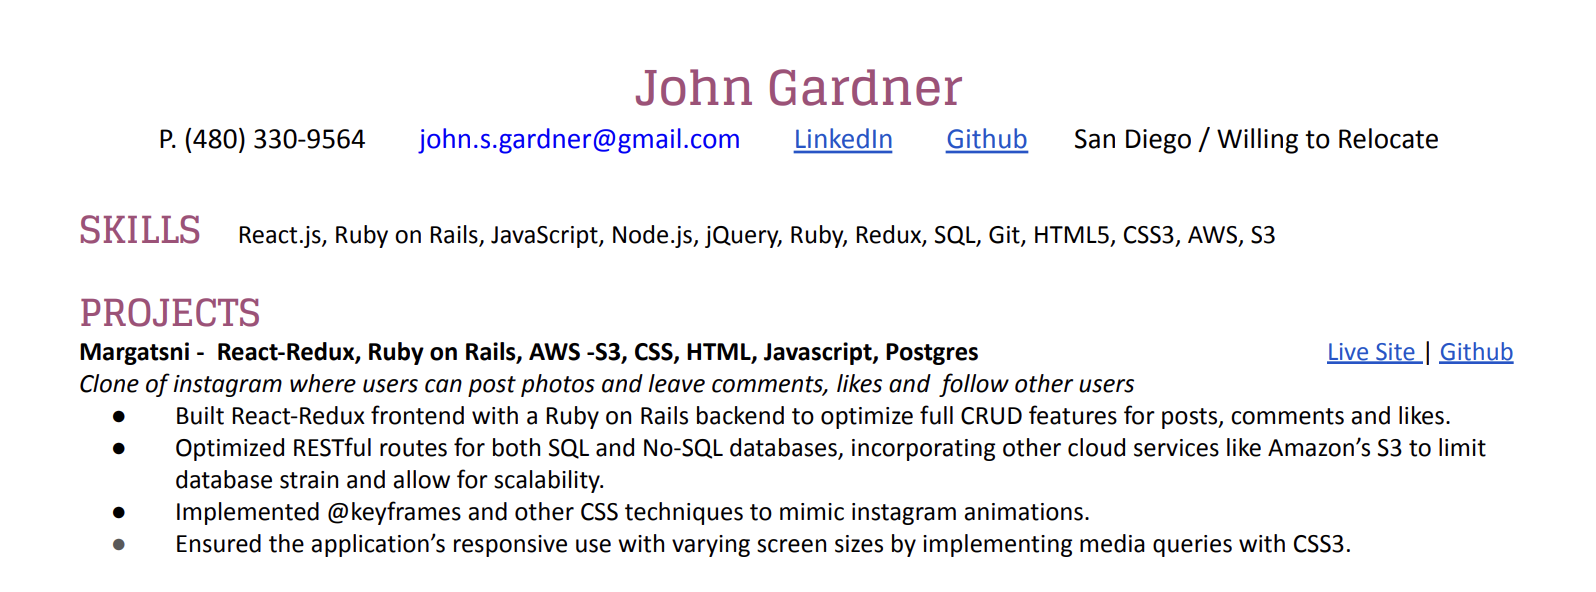 John Gardner
P. (480) 330-9564 john.s.gardner@gmail.com LinkedIn Github San Diego / Willing to Relocate
SKILLS React.js, Ruby on Rails, JavaScript, Node.js, jQuery, Ruby, Redux, SQL, Git, HTML5, CSS3, AWS, S3
PROJECTS
Margatsni - React-Redux, Ruby on Rails, AWS -S3, CSS, HTML, Javascript, Postgres Live Site | Github
Clone of instagram where users can post photos and leave comments, likes and follow other users
● Built React-Redux frontend with a Ruby on Rails backend to optimize full CRUD features for posts, comments and likes.
● Optimized RESTful routes for both SQL and No-SQL databases, incorporating other cloud services like Amazon’s S3 to limit
database strain and allow for scalability.
● Implemented @keyframes and other CSS techniques to mimic instagram animations.
● Ensured the application’s responsive use with varying screen sizes by implementing media queries with CSS3.